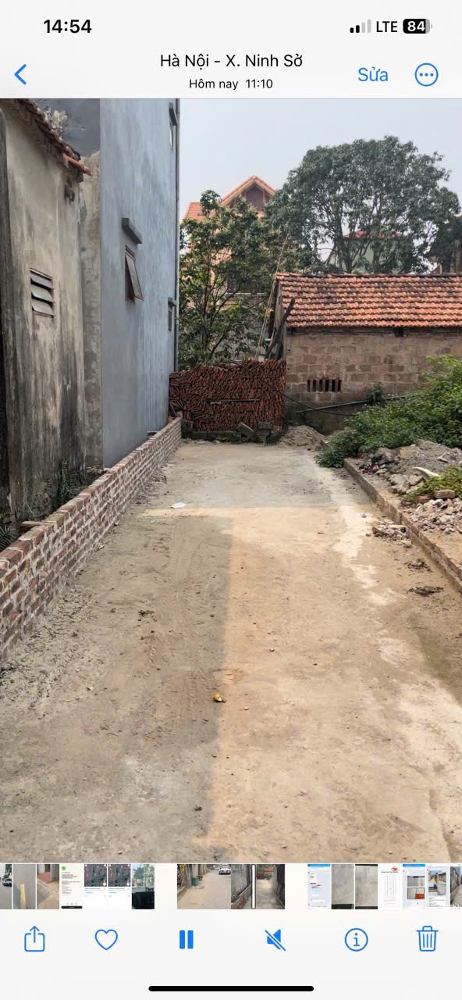 14:54
LTE 84
Hà Nội - X. Ninh Sở
Hôm nay 11:10
Sửa